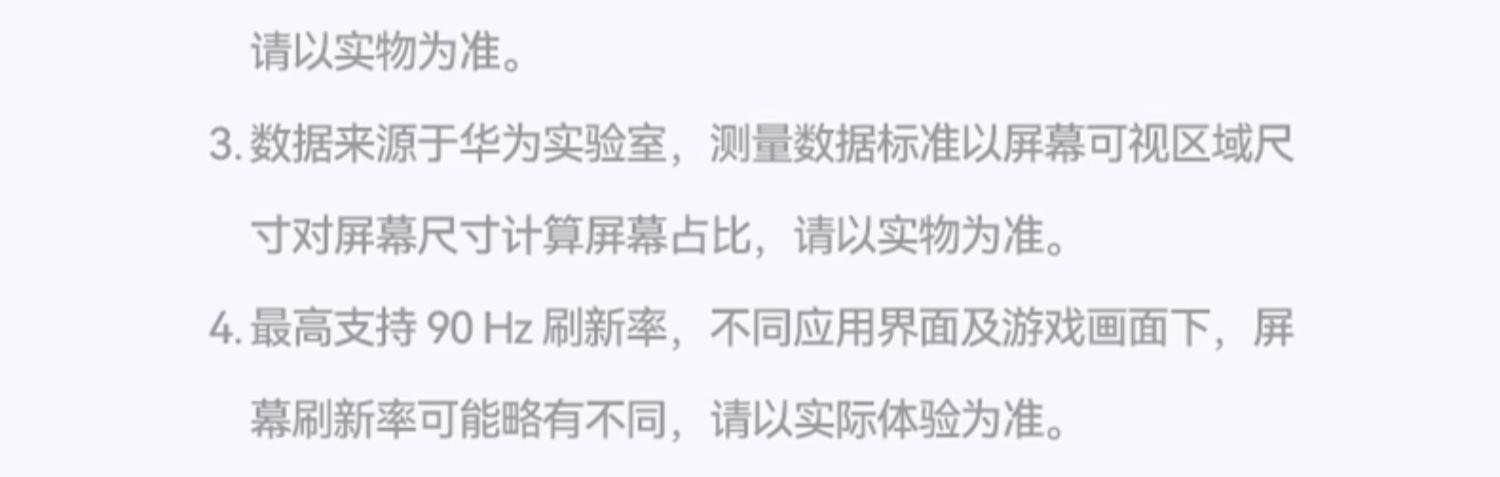 请以实物为准。
3. 数据来源于华为实验室，测量数据标准以屏幕可视区域尺
寸对屏幕尺寸计算屏幕占比，请以实物为准。
4. 最高支持 90 Hz 刷新率，不同应用界面及游戏画面下，屏
幕刷新率可能略有不同，请以实际体验为准。